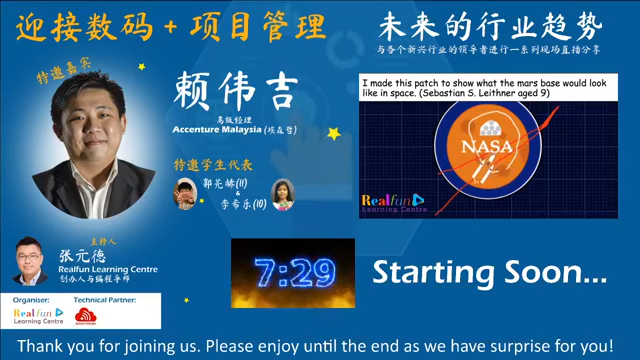 迎接数码 + 项目管理
未来的行业趋势
与各个新兴行业的领导者进行一系列现场直播分享
特邀嘉宾
赖伟吉
高级经理
Accenture Malaysia (埃森哲)
特邀学生代表
郭光赫(11)
&
李希乐(10)
主持人
张元德
Realfun Learning Centre
创办人与编程导师
I made this patch to show what the mars base would look
like in space. (Sebastian S. Leithner aged 9)
NASA
Realfun
Learning Centre
7:29
Starting Soon...
Organiser:
Technical Partner:
Realfun
Learning Centre
Thank you for joining us. Please enjoy until the end as we have surprise for you!